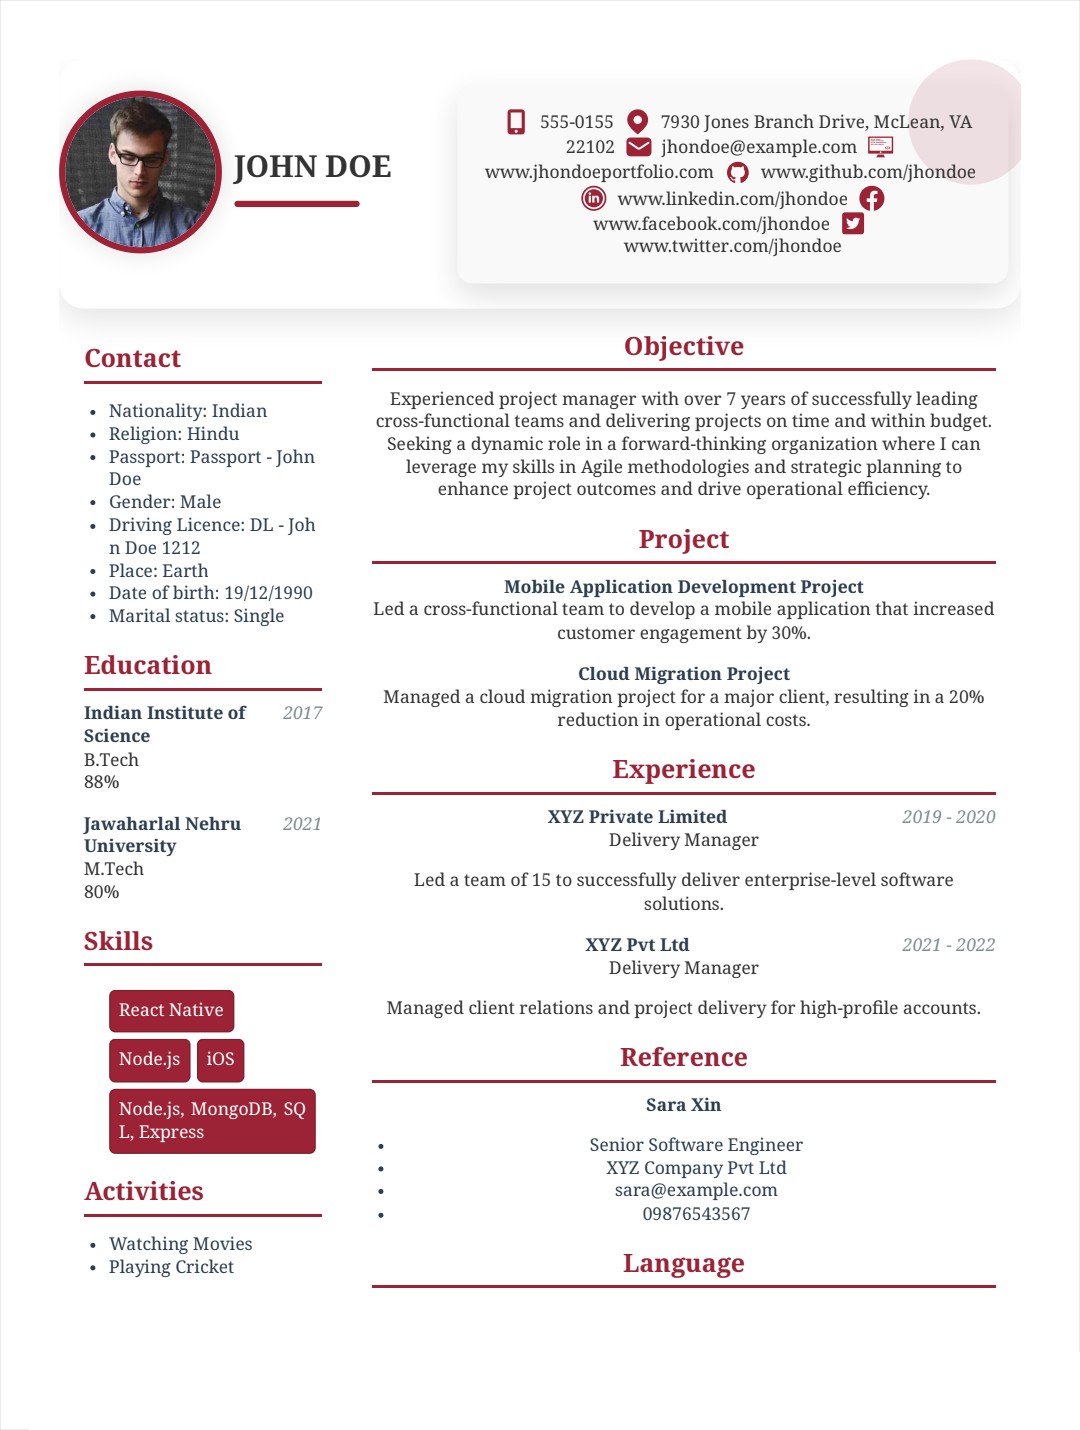 JOHN DOE
555-0155 7930 Jones Branch Drive, McLean, VA
22102 jhondoe@example.com
www.jhondoeportfolio.com www.github.com/jhondoe
www.linkedin.com/jhondoe
www.facebook.com/jhondoe
www.twitter.com/jhondoe
Contact
• Nationality: Indian
• Religion: Hindu
• Passport: Passport - John
Doe
• Gender: Male
• Driving Licence: DL - Joh
n Doe 1212
• Place: Earth
• Date of birth: 19/12/1990
• Marital status: Single
Education
Indian Institute of 2017
Science
B.Tech
88%
Jawaharlal Nehru 2021
University
M.Tech
80%
Skills
React Native
Node.js iOS
Node.js, MongoDB, SQ
L, Express
Activities
• Watching Movies
• Playing Cricket
Objective
Experienced project manager with over 7 years of successfully leading
cross-functional teams and delivering projects on time and within budget.
Seeking a dynamic role in a forward-thinking organization where I can
leverage my skills in Agile methodologies and strategic planning to
enhance project outcomes and drive operational efficiency.
Project
Mobile Application Development Project
Led a cross-functional team to develop a mobile application that increased
customer engagement by 30%.
Cloud Migration Project
Managed a cloud migration project for a major client, resulting in a 20%
reduction in operational costs.
Experience
XYZ Private Limited 2019 - 2020
Delivery Manager
Led a team of 15 to successfully deliver enterprise-level software
solutions.
XYZ Pvt Ltd 2021 - 2022
Delivery Manager
Managed client relations and project delivery for high-profile accounts.
Reference
Sara Xin
• Senior Software Engineer
• XYZ Company Pvt Ltd
• sara@example.com
• 09876543567
Language